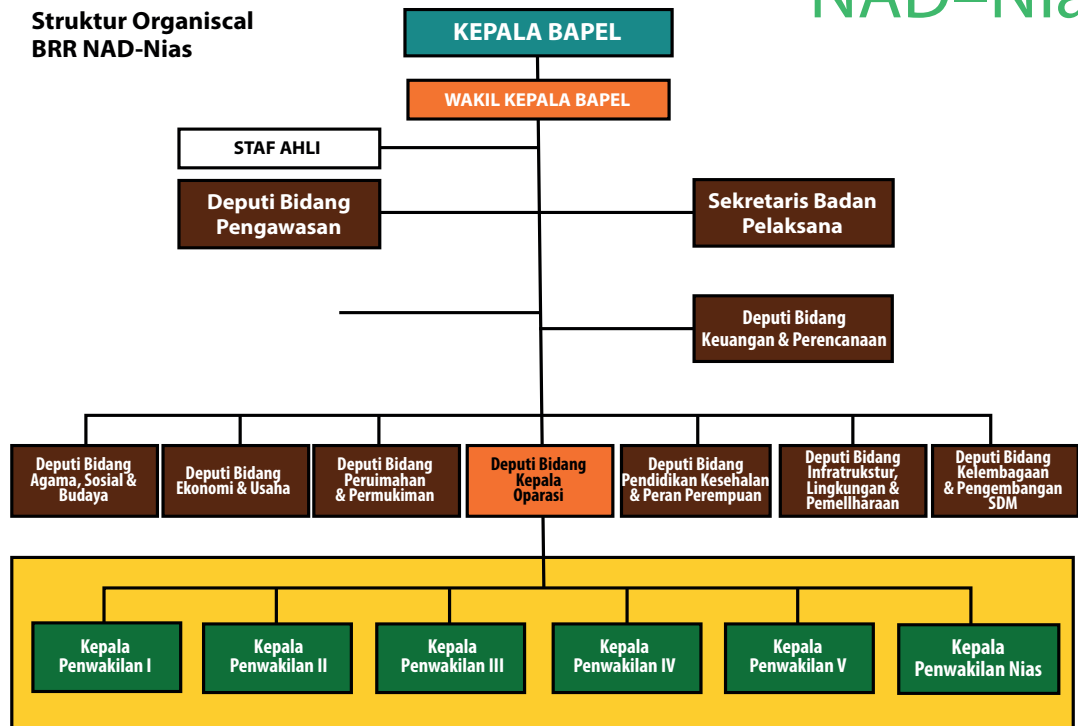 NAD–Nia
Struktur Organiscal
BRR NAD-Nias
KEPALA BAPEL
WAKIL KEPALA BAPEL
STAF AHLI
Deputi Bidang
Pengawasan
Sekretaris Badan
Pelaksana
Deputi Bidang
Keuangan & Perencanaan
Deputi Bidang
Agama, Sosial &
Budaya
Deputi Bidang
Ekonomi & Usaha
Deputi Bidang
Peruimahan
& Permukiman
Deputi Bidang
Kepala
Oparasi
Deputi Bidang
Pendidikan Kesehalan
& Peran Perempuan
Deputi Bidang
Infratrukstur,
Lingkungan &
Pemellharaan
Deputi Bidang
Kelembagaan
& Pengembangan
SDM
Kepala
Penwakilan I
Kepala
Penwakilan II
Kepala
Penwakilan III
Kepala
Penwakilan IV
Kepala
Penwakilan V
Kepala
Penwakilan Nias